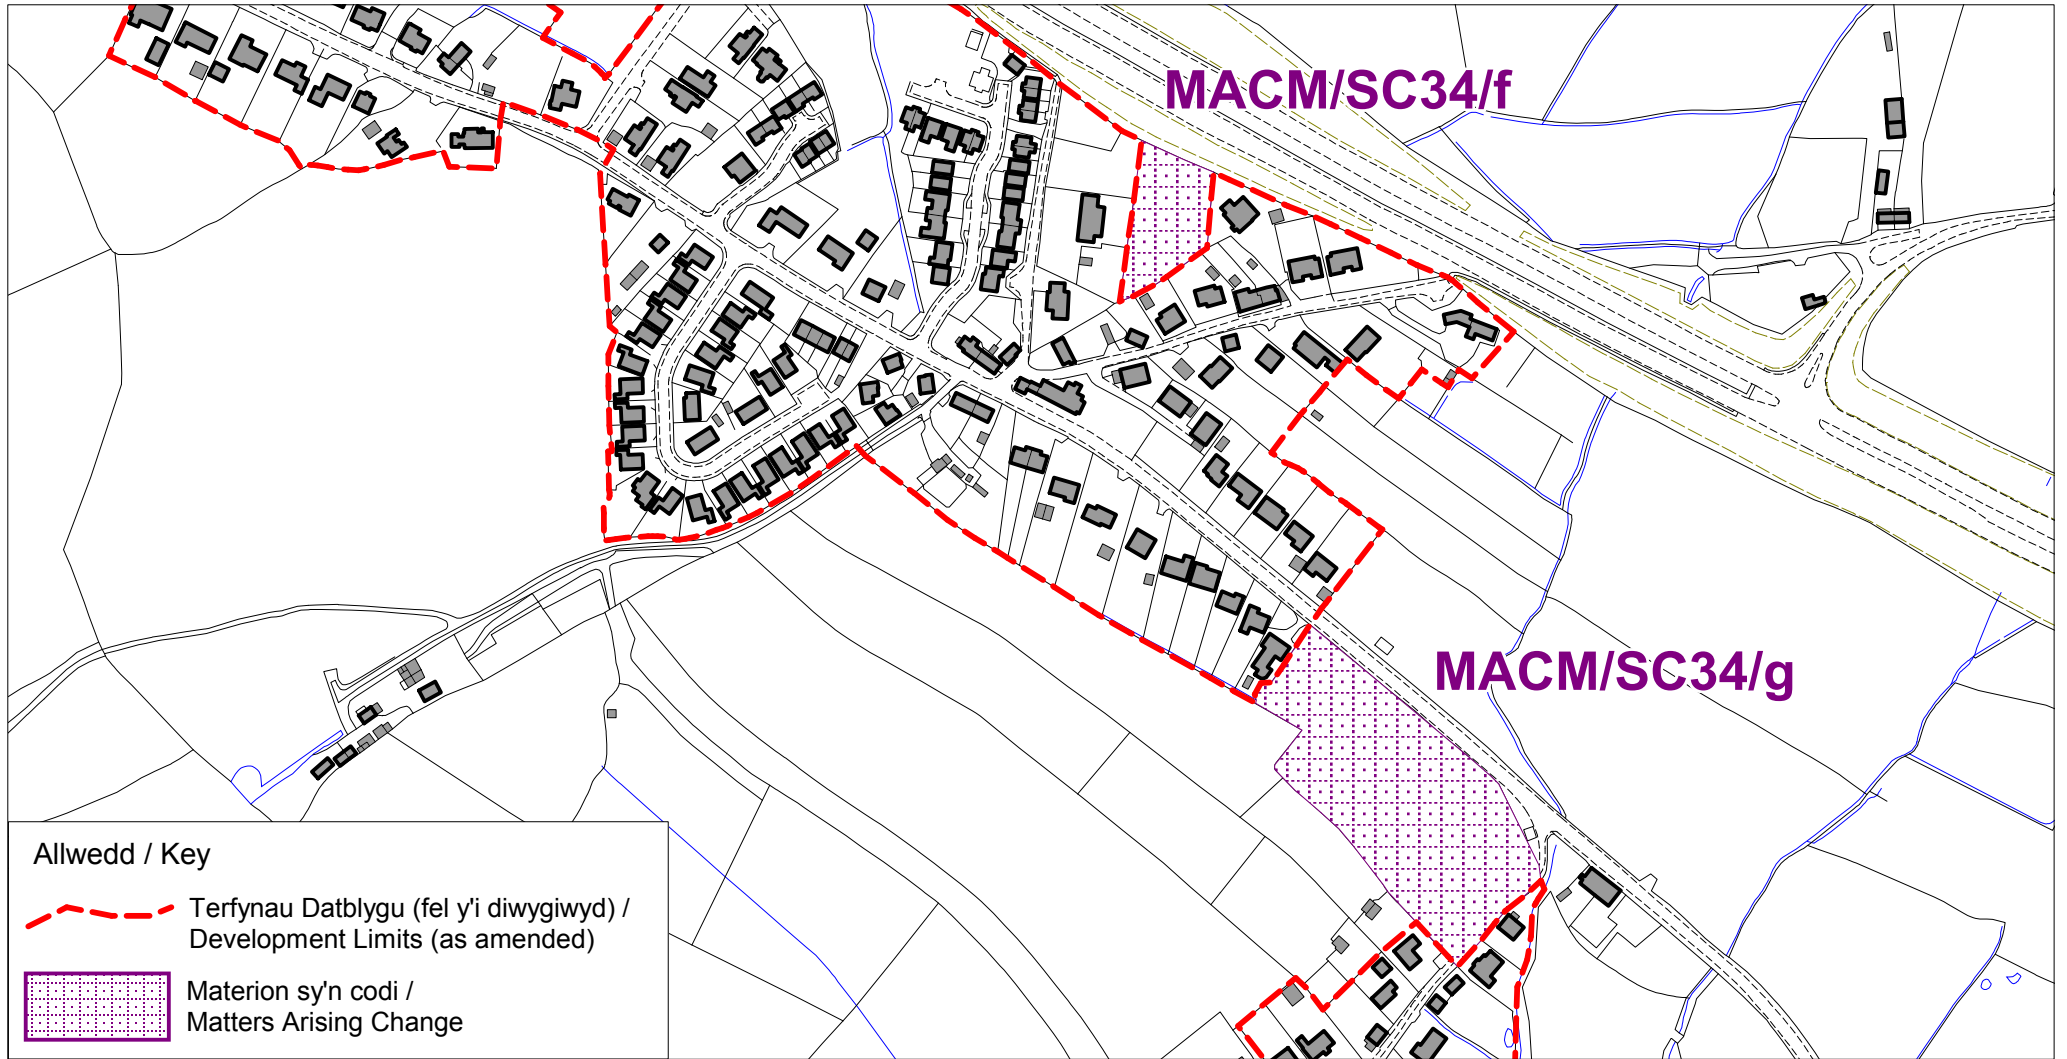 MACM/SC34/f
MACM/SC34/g
Allwedd / Key
Terfynau Datblygu (fel y'i diwygiwyd) /
Development Limits (as amended)
Materion sy'n codi /
Matters Arising Change